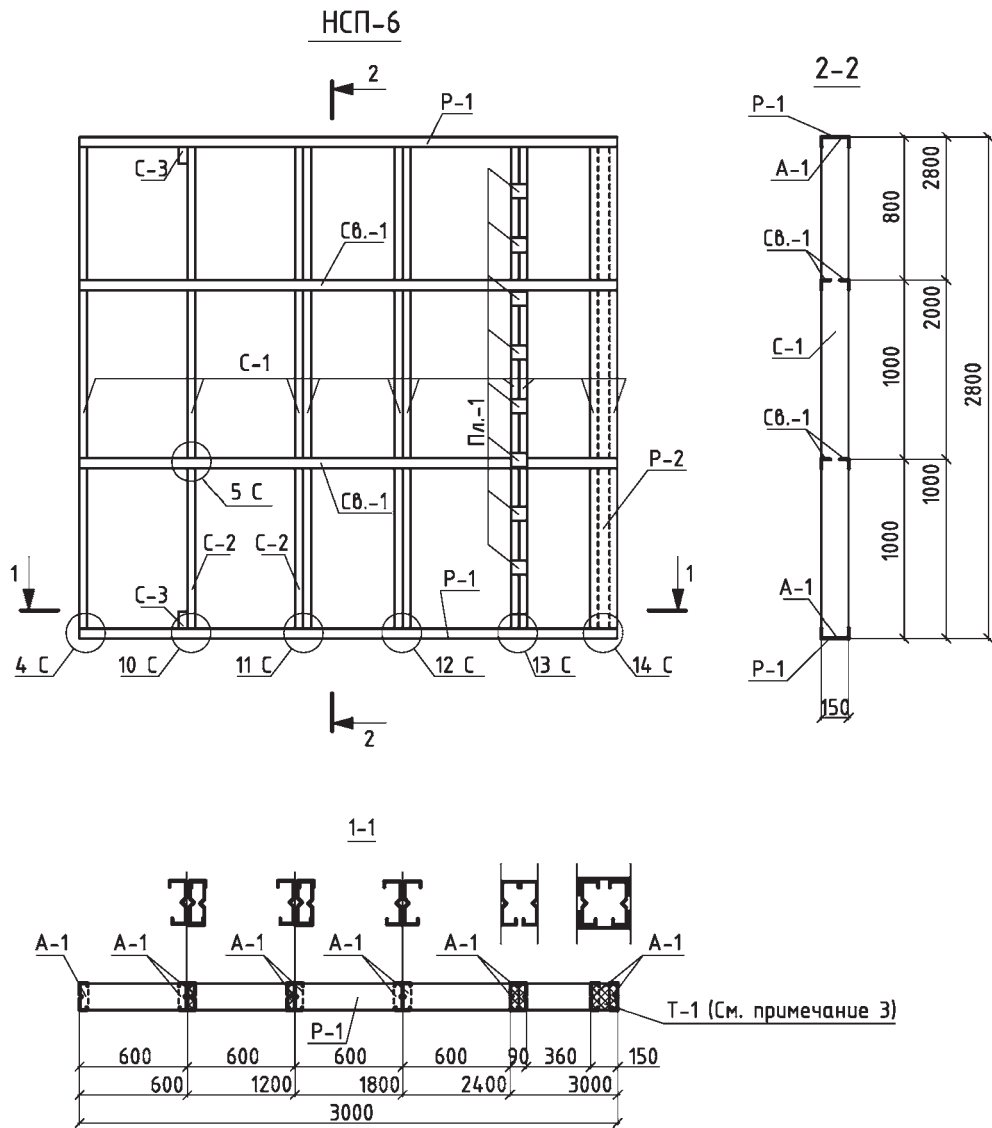 НСП-6
2
Р-1
С-3
Св.-1
С-1
Пл.-1
Р-2
5 С
Св.-1
С-2
С-2
Р-1
С-3
1
1
4 С
10 С
11 С
12 С
13 С
14 С
2
2-2
Р-1
А-1
Св.-1
С-1
Св.-1
А-1
Р-1
800
1000
1000
2800
2000
1000
2800
150
1-1
А-1
А-1
А-1
А-1
А-1
А-1
Р-1
Т-1 (См. примечание 3)
600
600
600
600
90
360
150
600
1200
1800
2400
3000
3000